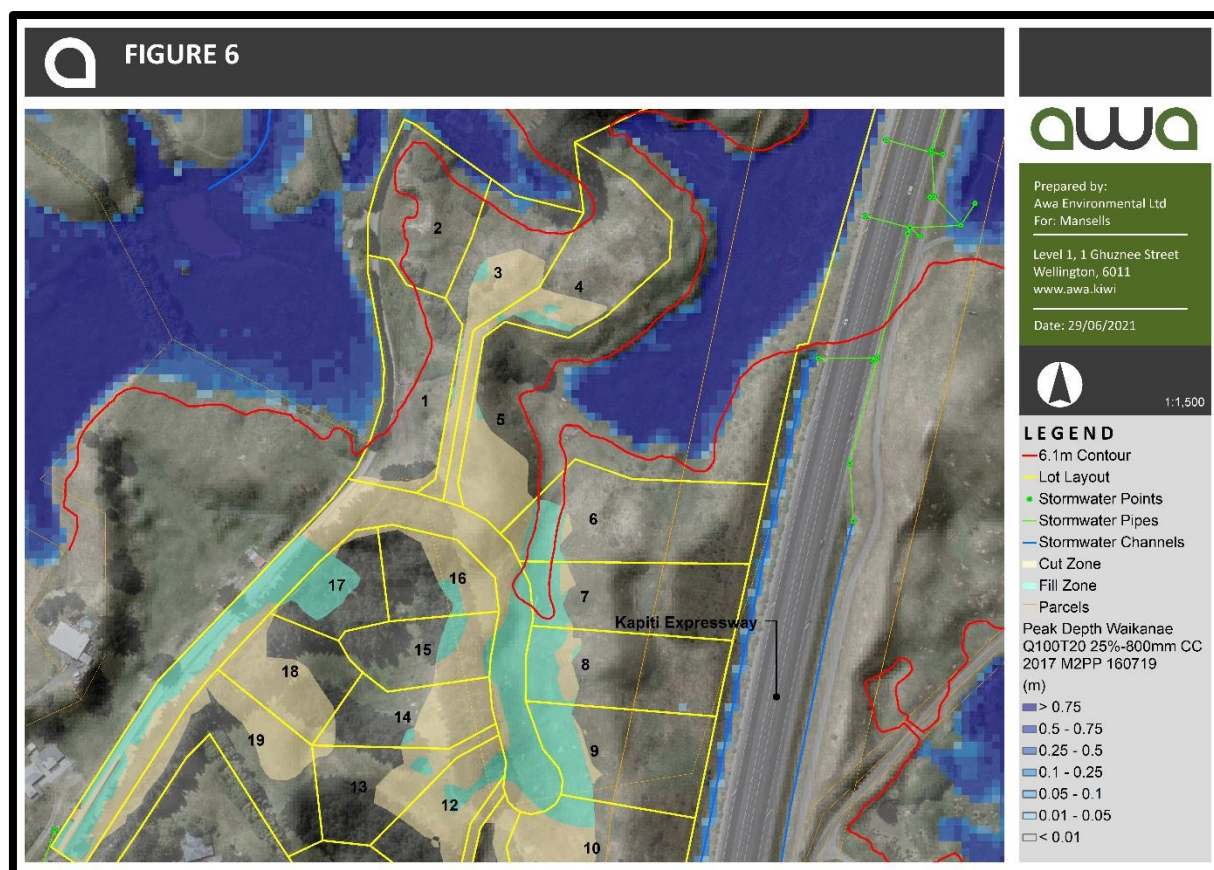 FIGURE 6
2
3
4
1
5
6
17
16
7
Kapiti Expressway
15
8
18
14
19
9
13
12
10
awa
Prepared by:
Awa Environmental Ltd
For: Mansells
Level 1, 1 Ghuznee Street
Wellington, 6011
www.awa.kiwi
Date: 29/06/2021
1:1,500
LEGEND
6.1m Contour
Lot Layout
Stormwater Points
Stormwater Pipes
Stormwater Channels
Cut Zone
Fill Zone
Parcels
Peak Depth Waikanae
Q100T20 25%-800mm CC
2017 M2PP 160719
(m)
> 0.75
0.5 - 0.75
0.25 - 0.5
0.1 - 0.25
0.05 - 0.1
0.01 - 0.05
< 0.01